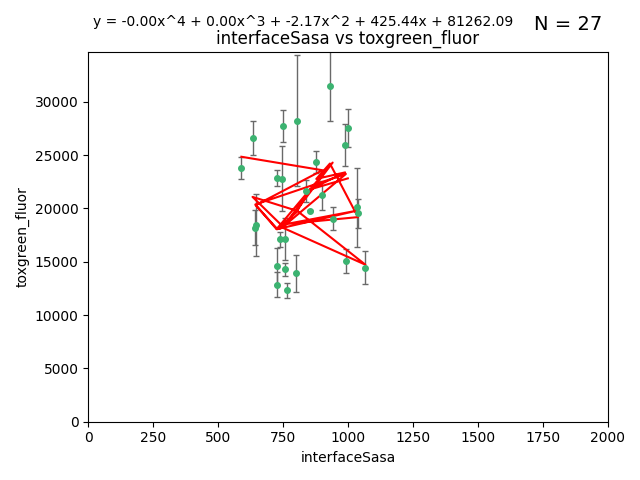 y = -0.00x^4 + 0.00x^3 + -2.17x^2 + 425.44x + 81262.09
N = 27
interfaceSasa vs toxgreen_fluor
30000
25000
20000
15000
10000
5000
0
toxgreen_fluor
0 250 500 750 1000 1250 1500 1750 2000
interfaceSasa